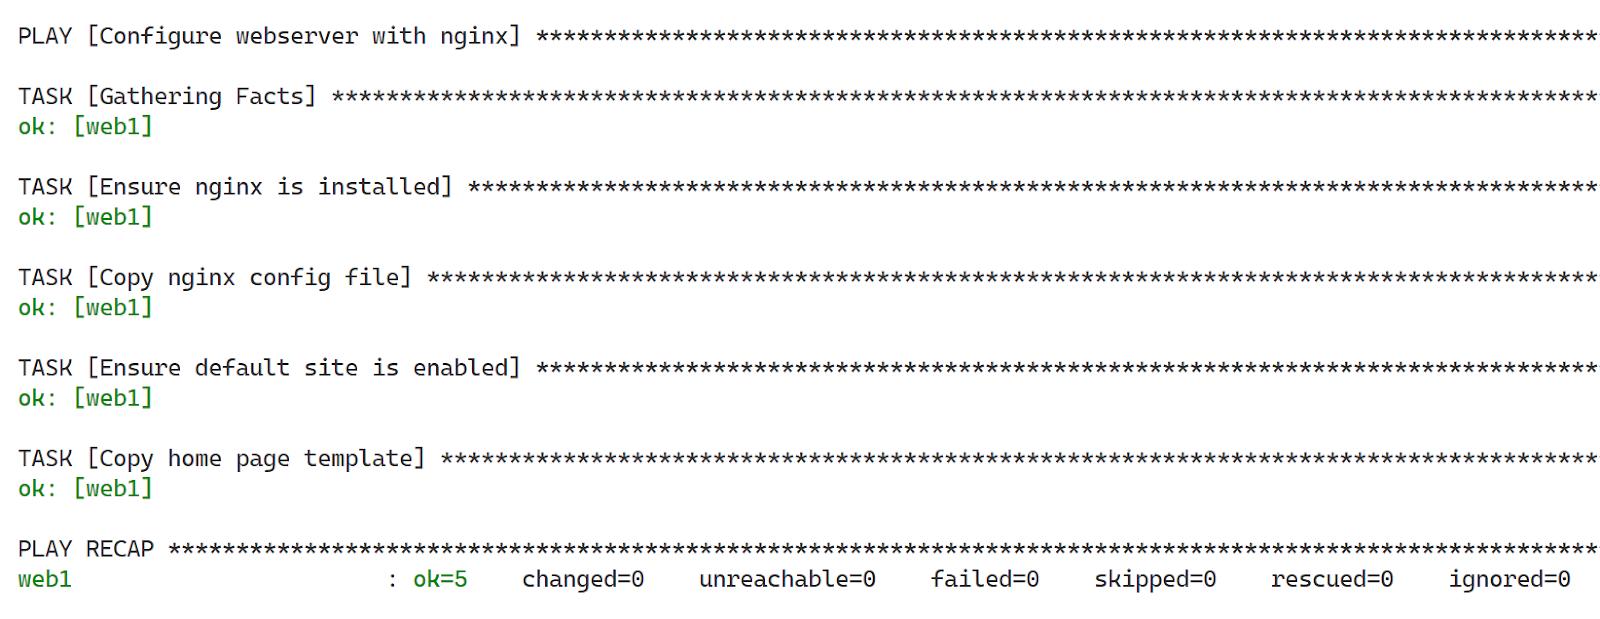 PLAY [Configure webserver with nginx] ******************************************************************************
TASK [Gathering Facts] *********************************************************************************************
ok: [web1]
TASK [Ensure nginx is installed] ***********************************************************************************
ok: [web1]
TASK [Copy nginx config file] **************************************************************************************
ok: [web1]
TASK [Ensure default site is enabled] ******************************************************************************
ok: [web1]
TASK [Copy home page template] *************************************************************************************
ok: [web1]
PLAY RECAP *********************************************************************************************************
web1                       : ok=5    changed=0    unreachable=0    failed=0    skipped=0    rescued=0    ignored=0